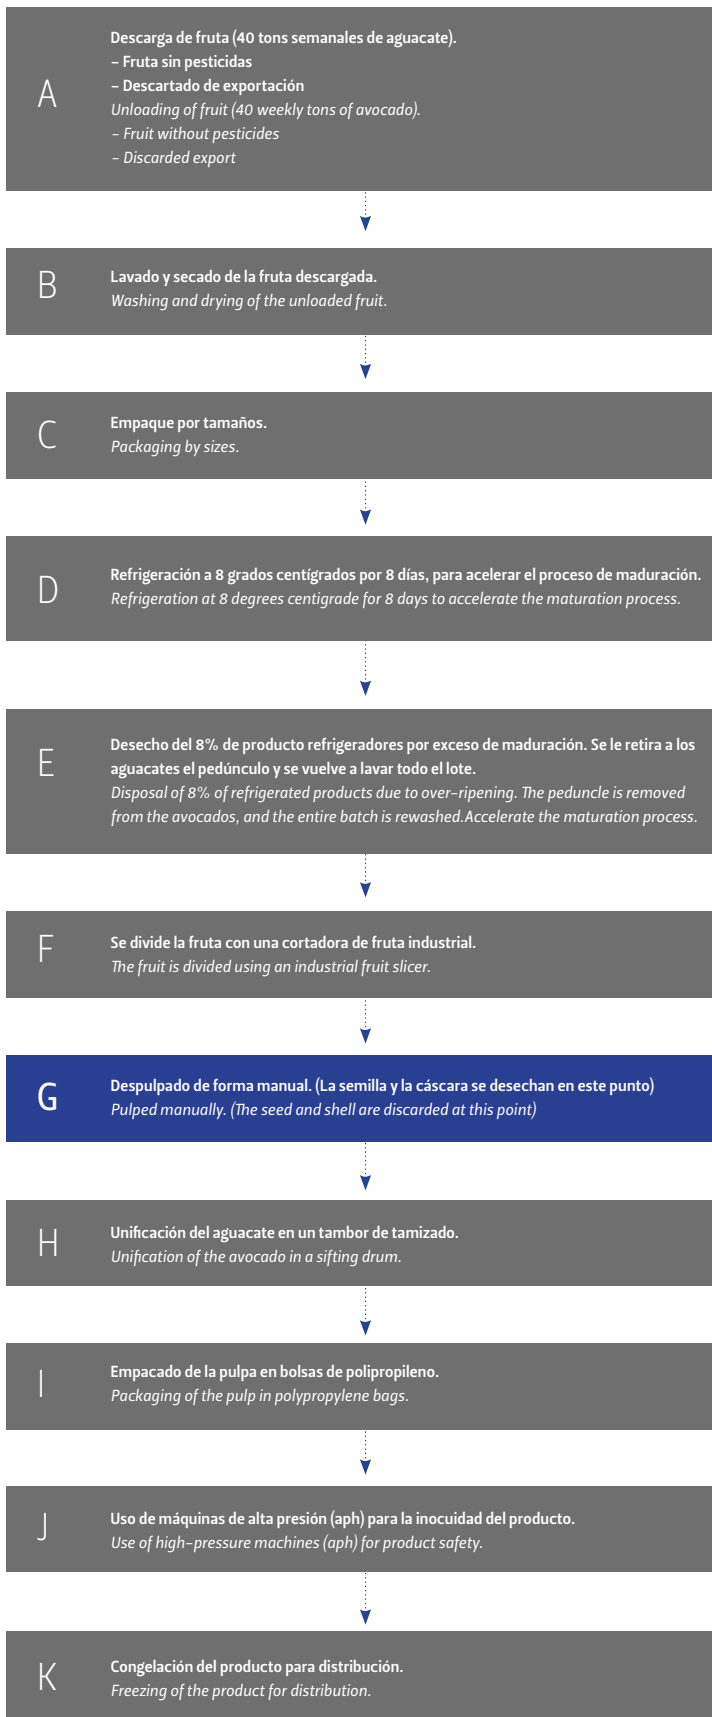 A
Descarga de fruta (40 tons semanales de aguacate).
– Fruta sin pesticidas
– Descartado de exportación
Unloading of fruit (40 weekly tons of avocado).
– Fruit without pesticides
– Discarded export
B
Lavado y secado de la fruta descargada.
Washing and drying of the unloaded fruit.
C
Empaque por tamaños.
Packaging by sizes.
D
Refrigeración a 8 grados centígrados por 8 días, para acelerar el proceso de maduración.
Refrigeration at 8 degrees centigrade for 8 days to accelerate the maturation process.
E
Desecho del 8% de producto refrigeradores por exceso de maduración. Se le retira a los
aguacates el pedúnculo y se vuelve a lavar todo el lote.
Disposal of 8% of refrigerated products due to over-ripening. The peduncle is removed
from the avocados, and the entire batch is rewashed.Accelerate the maturation process.
F
Se divide la fruta con una cortadora de fruta industrial.
The fruit is divided using an industrial fruit slicer.
G
Despulpado de forma manual. (La semilla y la cáscara se desechan en este punto)
Pulped manually. (The seed and shell are discarded at this point)
H
Unificación del aguacate en un tambor de tamizado.
Unification of the avocado in a sifting drum.
I
Empacado de la pulpa en bolsas de polipropileno.
Packaging of the pulp in polypropylene bags.
J
Uso de máquinas de alta presión (aph) para la inocuidad del producto.
Use of high-pressure machines (aph) for product safety.
K
Congelación del producto para distribución.
Freezing of the product for distribution.